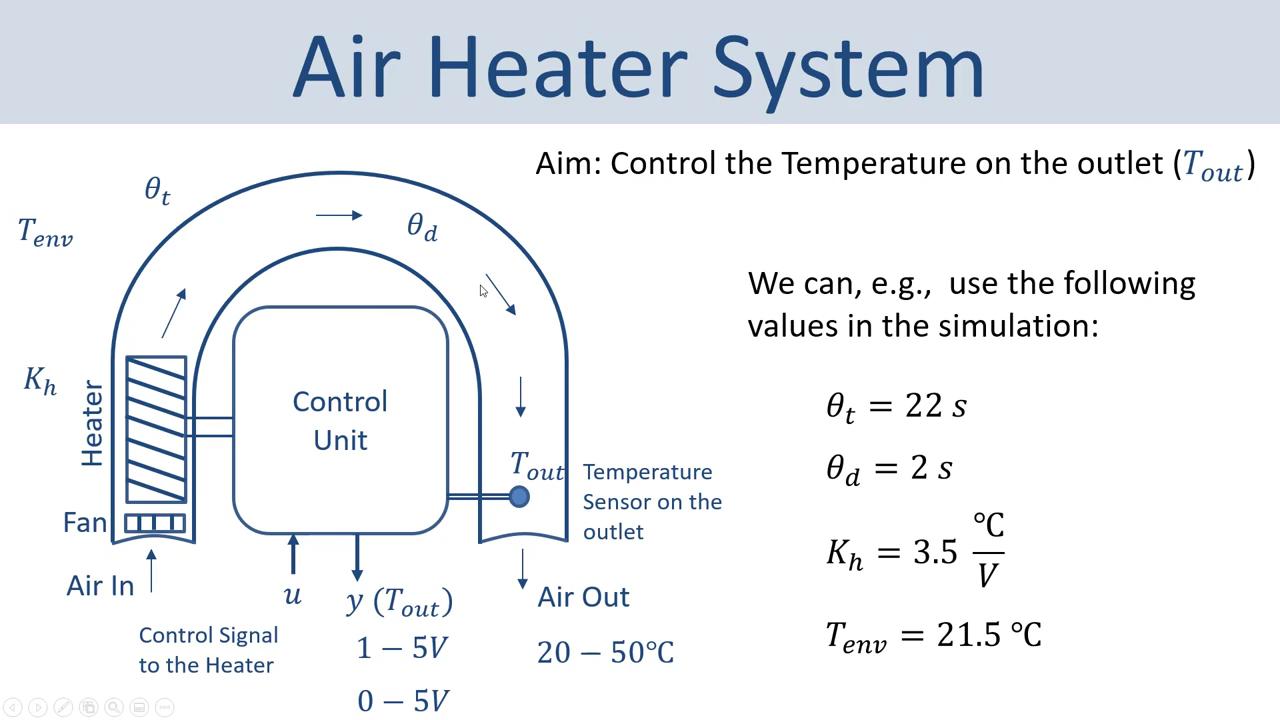 Air Heater System
Aim: Control the Temperature on the outlet (T_out)
θ_t
T_env
θ_d
K_h
Heater
Fan
Air In
Control
Unit
T_out
Temperature
Sensor on the
outlet
u
y (T_out)
Air Out
Control Signal
to the Heater
1 − 5V
0 − 5V
20 − 50℃
We can, e.g., use the following
values in the simulation:
θ_t = 22 s
θ_d = 2 s
K_h = 3.5 ℃/V
T_env = 21.5 ℃